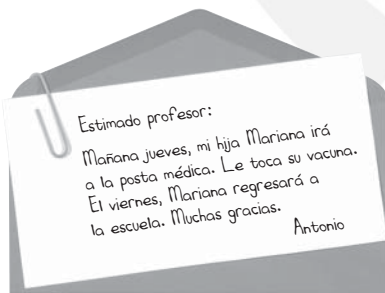 Estimado profesor:
Mañana jueves, mi hija Mariana irá
a la posta médica. Le toca su vacuna.
El viernes, Mariana regresará a
la escuela. Muchas gracias.
Antonio